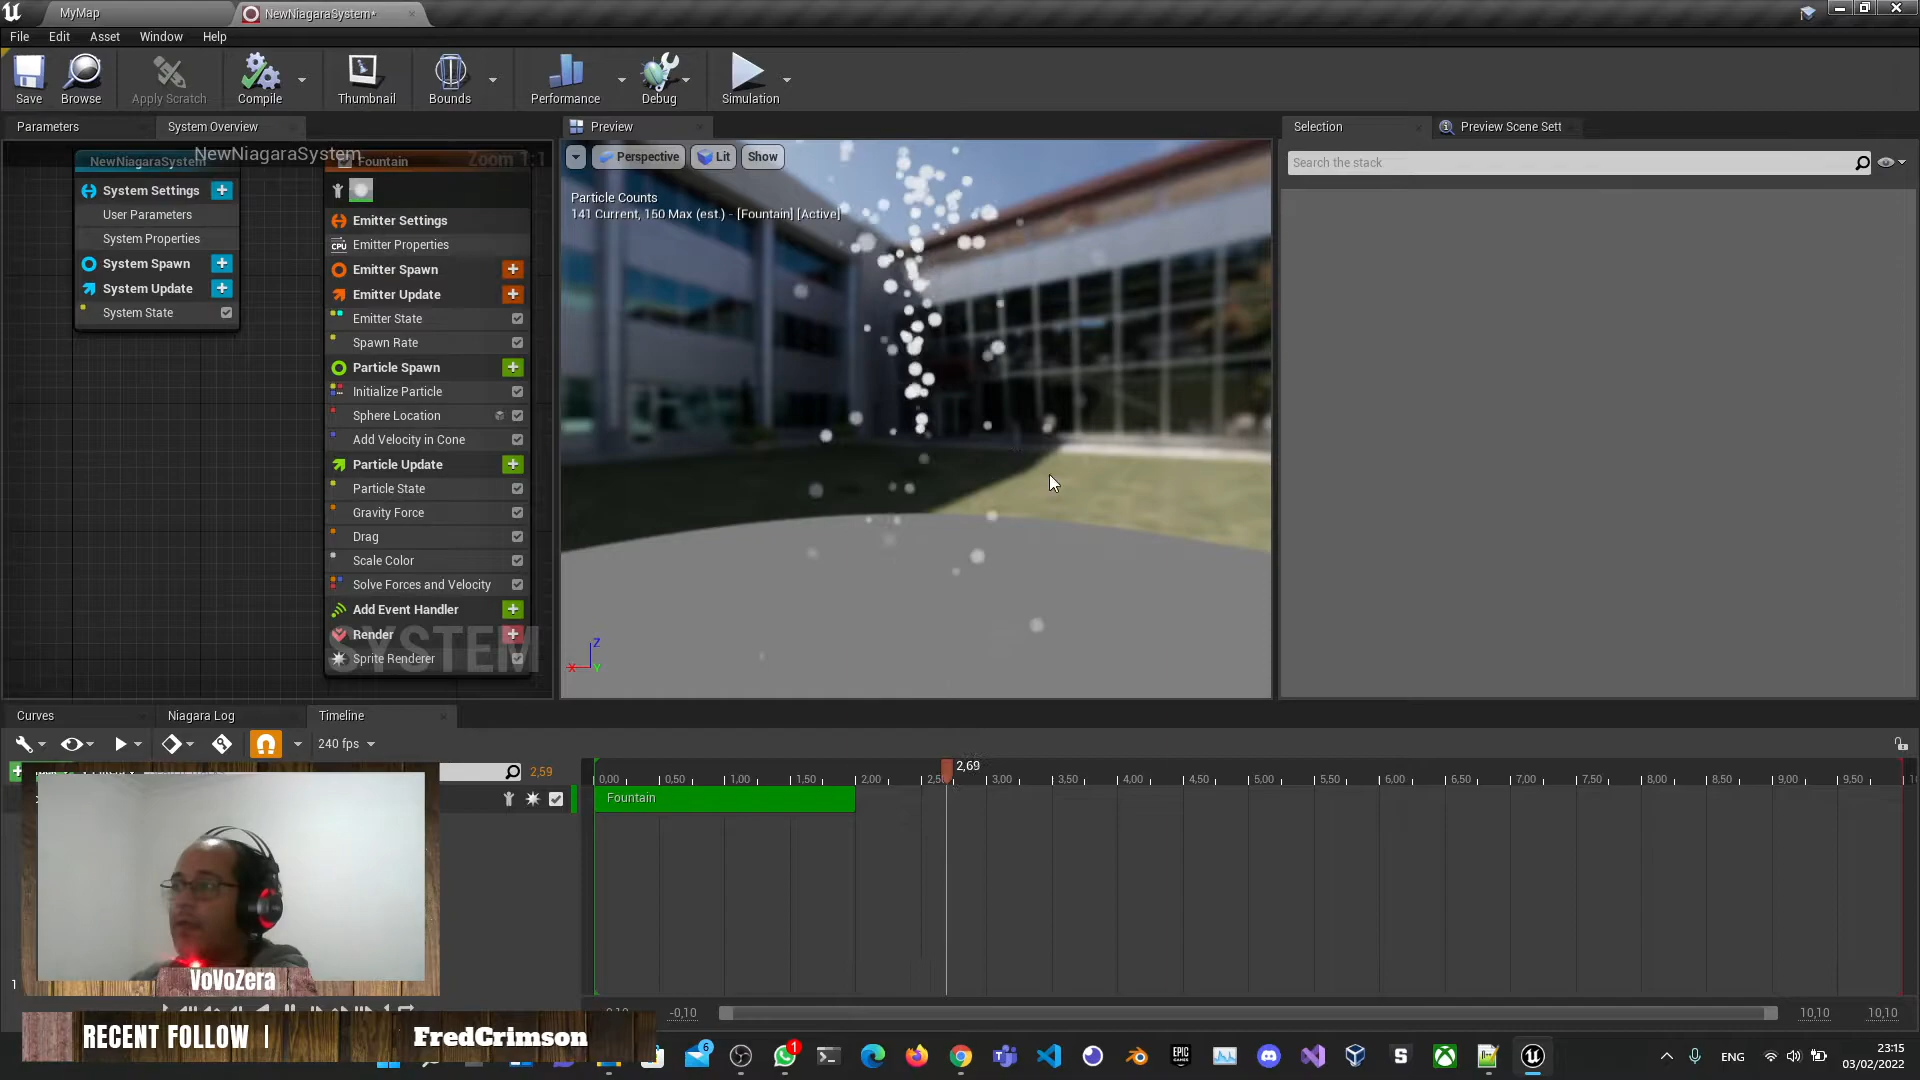 MyMap
NewNiagaraSystem*
File Edit Asset Window Help
Save
Browse
Apply Scratch
Compile
Thumbnail
Bounds
Performance
Debug
Simulation
Parameters
System Overview
Preview
Selection
Preview Scene Sett
NewNiagaraSystem
Zoom 1:1
NewNiagaraSystem
System Settings
User Parameters
System Properties
System Spawn
System Update
System State
Fountain
Emitter Settings
CPU Emitter Properties
Emitter Spawn
Emitter Update
Emitter State
Spawn Rate
Particle Spawn
Initialize Particle
Sphere Location
Add Velocity in Cone
Particle Update
Particle State
Gravity Force
Drag
Scale Color
Solve Forces and Velocity
Add Event Handler
Render
Sprite Renderer
SYSTEM
Perspective Lit Show
Particle Counts
141 Current, 150 Max (est.) - [Fountain] [Active]
Z
X Y
Search the stack
Curves
Niagara Log
Timeline
240 fps
2,59
2,69
0,00 0,50 1,00 1,50 2,00 2,50 3,00 3,50 4,00 4,50 5,00 5,50 6,00 6,50 7,00 7,50 8,00 8,50 9,00 9,50
Fountain
-0,10 10,10 10,10
VoVoZera
RECENT FOLLOW |
FredCrimson
6
1
EPIC
GAMES
ENG
23:15
03/02/2022